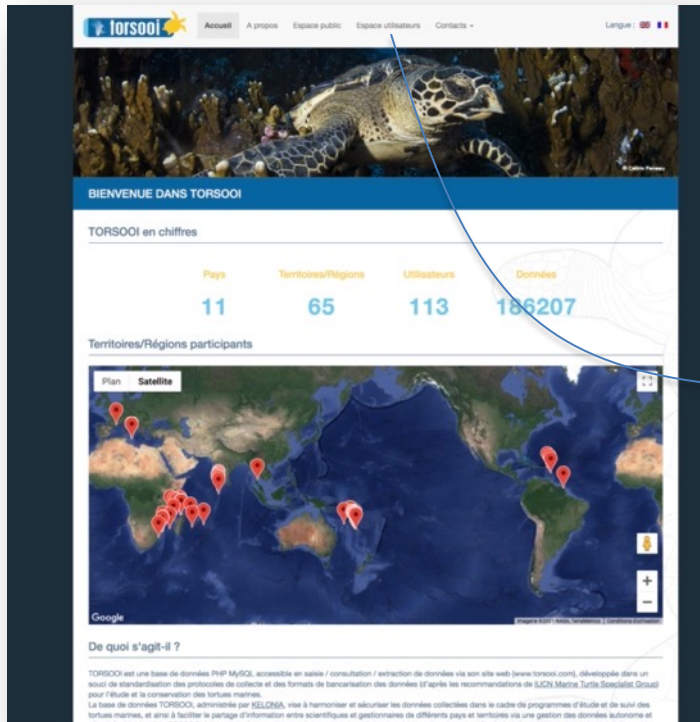 torsooi
Accueil A propos Espace public Espace utilisateurs Contacts Langue :
BIENVENUE DANS TORSOOI
TORSOOI en chiffres
Pays Territoires/Régions Utilisateurs Données
11 65 113 186207
Territoires/Régions participants
Plan Satellite
Google
De quoi s'agit-il ?
TORSOOI est une base de données PHP MySQL, accessible en saisie / consultation / extraction de données via son site web (www.torsooi.com), développée dans un
souci de standardisation des protocoles de collecte et des formats de bancarisation des données (d'après les recommandations de IUCN Marine Turtle Specialist Group)
pour l'étude et la conservation des tortues marines.
La base de données TORSOOI, administrée par KELONIA, vise à harmoniser et sécuriser les données collectées dans le cadre de programmes d'étude et de suivi des
tortues marines, et ainsi à faciliter le partage d'information entre scientifiques et gestionnaires de différents pays et territoires via une gestion des données autonome et